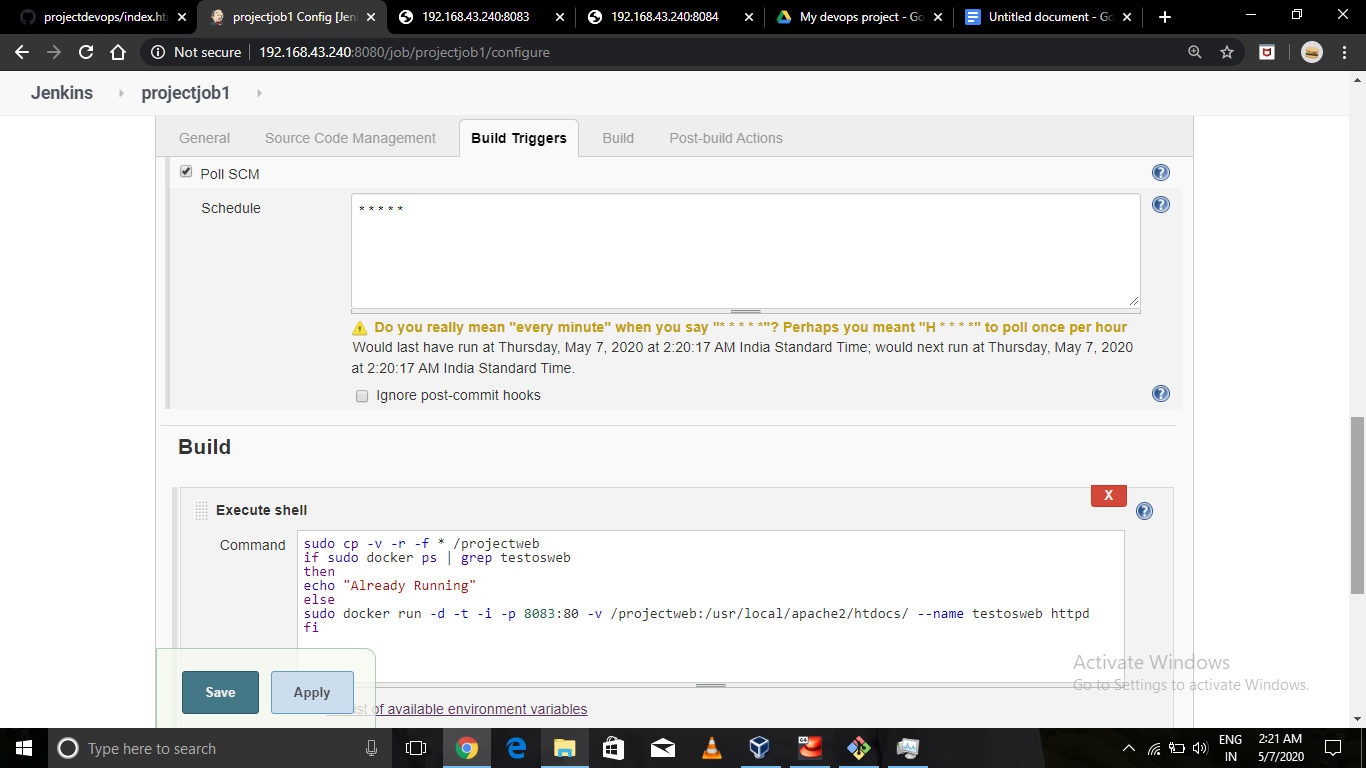 projectdevops/index.ht
projectjob1 Config [Jen
192.168.43.240:8083
192.168.43.240:8084
My devops project - Go
Untitled document - Go
Not secure
192.168.43.240:8080/job/projectjob1/configure
Jenkins
projectjob1
General
Source Code Management
Build Triggers
Build
Post-build Actions
Poll SCM
Schedule
* * * * *
Do you really mean "every minute" when you say "* * * * *"? Perhaps you meant "H * * * *" to poll once per hour
Would last have run at Thursday, May 7, 2020 at 2:20:17 AM India Standard Time; would next run at Thursday, May 7, 2020
at 2:20:17 AM India Standard Time.
Ignore post-commit hooks
Build
Execute shell
X
Command
sudo cp -v -r -f * /projectweb
if sudo docker ps | grep testosweb
then
echo "Already Running"
else
sudo docker run -d -t -i -p 8083:80 -v /projectweb:/usr/local/apache2/htdocs/ --name testosweb httpd
fi
Activate Windows
Go to Settings to activate Windows.
Save
Apply
st of available environment variables
Type here to search
ENG
IN
2:21 AM
5/7/2020